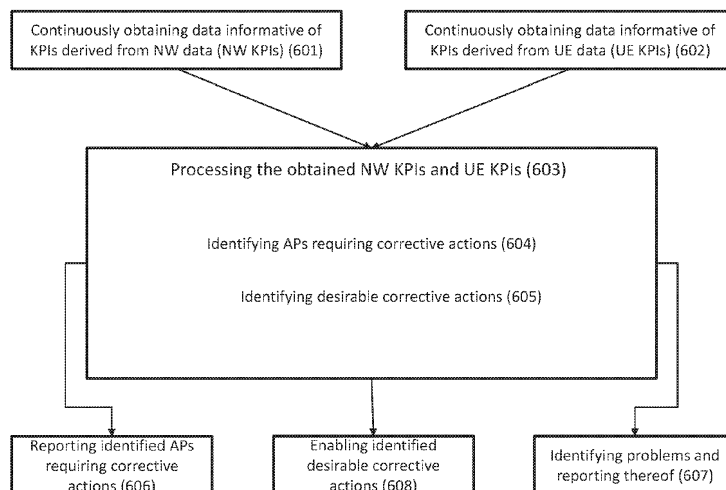 Continuously obtaining data informative of
KPIs derived from NW data (NW KPIs) (601)
Continuously obtaining data informative of
KPIs derived from UE data (UE KPIs) (602)
Processing the obtained NW KPIs and UE KPIs (603)
Identifying APs requiring corrective actions (604)
Identifying desirable corrective actions (605)
Reporting identified APs
requiring corrective
actions (606)
Enabling identified
desirable corrective
actions (608)
Identifying problems and
reporting thereof (607)